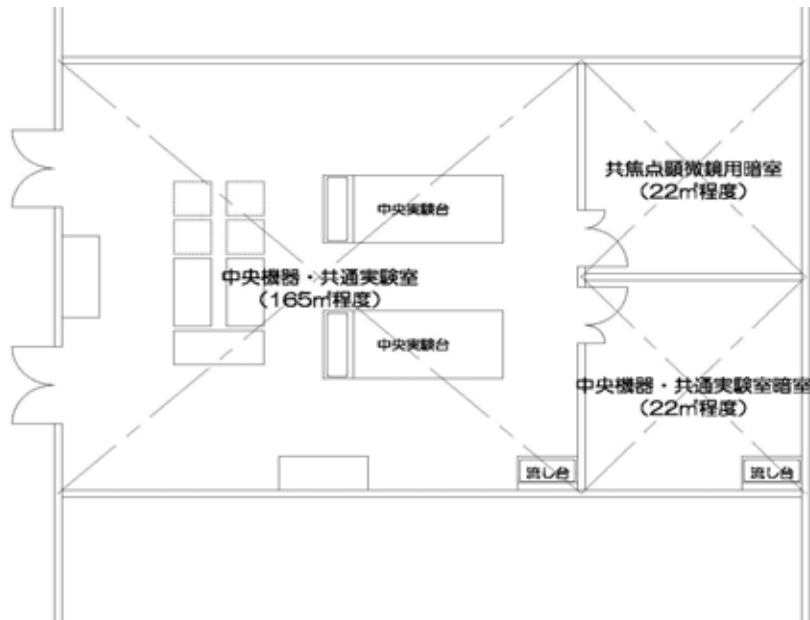 共焦点顕微鏡用暗室
（22㎡程度）
中央実験台
中央機器・共通実験室
（165㎡程度）
中央実験台
中央機器・共通実験室暗室
（22㎡程度）
流し台
流し台